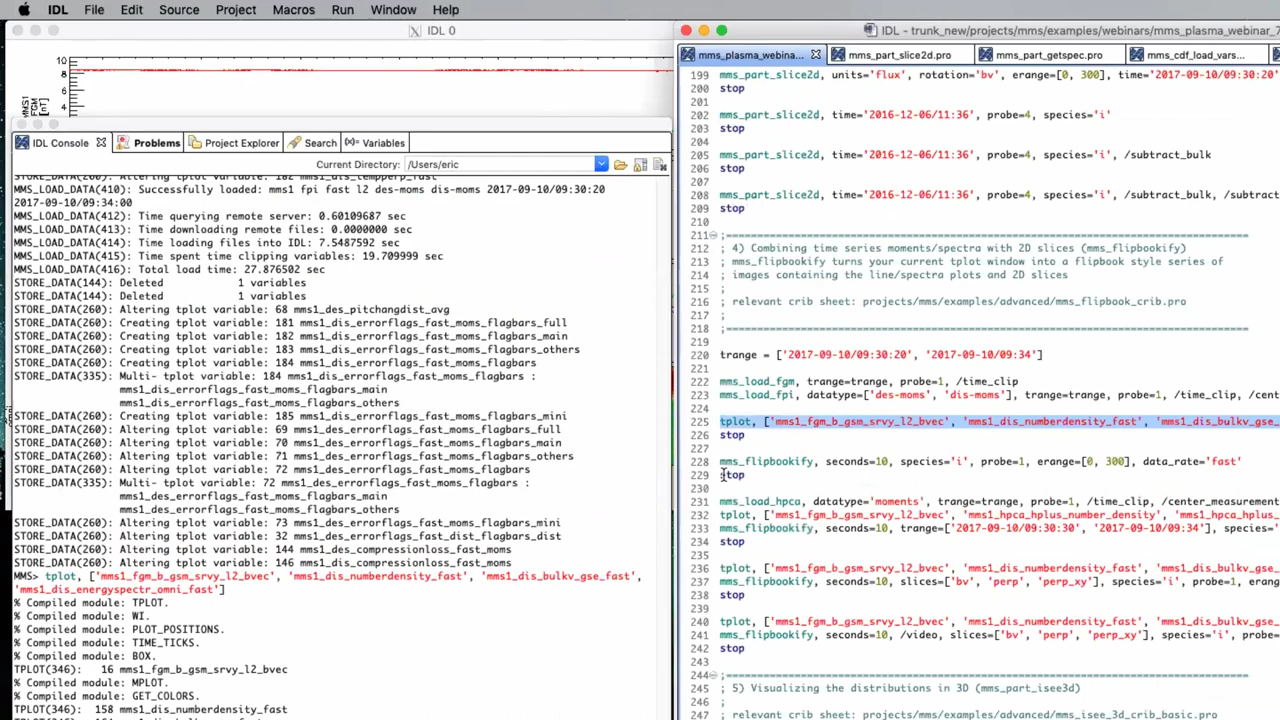 IDL File Edit Source Project Macros Run Window Help
IDL 0
10
8
6
4
MMS1
FGM
[nT]
IDL Console Problems Project Explorer Search Variables
Current Directory: /Users/eric
MMS_LOAD_DATA(410): Successfully loaded: mms1 fpi fast l2 des-moms dis-moms 2017-09-10/09:30:20
2017-09-10/09:34:00
MMS_LOAD_DATA(412): Time querying remote server: 0.60109687 sec
MMS_LOAD_DATA(413): Time downloading remote files: 0.0000000 sec
MMS_LOAD_DATA(414): Time loading files into IDL: 7.5487592 sec
MMS_LOAD_DATA(415): Time spent time clipping variables: 19.709999 sec
MMS_LOAD_DATA(416): Total load time: 27.876502 sec
STORE_DATA(144): Deleted 1 variables
STORE_DATA(144): Deleted 1 variables
STORE_DATA(260): Altering tplot variable: 68 mms1_des_pitchangdist_avg
STORE_DATA(260): Creating tplot variable: 181 mms1_des_errorflags_fast_moms_flagbars_full
STORE_DATA(260): Creating tplot variable: 182 mms1_des_errorflags_fast_moms_flagbars_main
STORE_DATA(260): Creating tplot variable: 183 mms1_des_errorflags_fast_moms_flagbars_others
STORE_DATA(260): Creating tplot variable: 184 mms1_des_errorflags_fast_moms_flagbars
STORE_DATA(335): Multi- tplot variable: 184 mms1_des_errorflags_fast_moms_flagbars :
mms1_des_errorflags_fast_moms_flagbars_main
mms1_des_errorflags_fast_moms_flagbars_others
STORE_DATA(260): Creating tplot variable: 185 mms1_des_errorflags_fast_moms_flagbars_mini
STORE_DATA(260): Altering tplot variable: 69 mms1_dis_errorflags_fast_moms_flagbars_full
STORE_DATA(260): Altering tplot variable: 70 mms1_dis_errorflags_fast_moms_flagbars_main
STORE_DATA(260): Altering tplot variable: 71 mms1_dis_errorflags_fast_moms_flagbars_others
STORE_DATA(260): Altering tplot variable: 72 mms1_dis_errorflags_fast_moms_flagbars
STORE_DATA(335): Multi- tplot variable: 72 mms1_dis_errorflags_fast_moms_flagbars :
mms1_dis_errorflags_fast_moms_flagbars_main
mms1_dis_errorflags_fast_moms_flagbars_others
STORE_DATA(260): Altering tplot variable: 73 mms1_dis_errorflags_fast_moms_flagbars_mini
STORE_DATA(260): Altering tplot variable: 32 mms1_des_errorflags_fast_dist_flagbars_dist
STORE_DATA(260): Altering tplot variable: 144 mms1_des_compressionloss_fast_moms
STORE_DATA(260): Altering tplot variable: 146 mms1_des_compressionloss_fast_moms
MMS> tplot, ['mms1_fgm_b_gsm_srvy_l2_bvec', 'mms1_dis_numberdensity_fast', 'mms1_dis_bulkv_gse_fast',
'mms1_dis_energyspectr_omni_fast']
% Compiled module: TPLOT.
% Compiled module: WI.
% Compiled module: PLOT_POSITIONS.
% Compiled module: TIME_TICKS.
% Compiled module: BOX.
TPLOT(346): 16 mms1_fgm_b_gsm_srvy_l2_bvec
% Compiled module: MPLOT.
% Compiled module: GET_COLORS.
TPLOT(346): 158 mms1_dis_numberdensity_fast
IDL - trunk_new/projects/mms/examples/webinars/mms_plasma_webinar_7
mms_plasma_webina... mms_part_slice2d.pro mms_part_getspec.pro mms_cdf_load_vars...
199 mms_part_slice2d, units='flux', rotation='bv', erange=[0, 300], time='2017-09-10/09:30:20'
200 stop
201
202 mms_part_slice2d, time='2016-12-06/11:36', probe=4, species='i'
203 stop
204
205 mms_part_slice2d, time='2016-12-06/11:36', probe=4, species='i', /subtract_bulk
206 stop
207
208 mms_part_slice2d, time='2016-12-06/11:36', probe=4, species='i', /subtract_bulk, /subtrac
209 stop
210
211 ;==============================================================================
212 ; 4) Combining time series moments/spectra with 2D slices (mms_flipbookify)
213 ; mms_flipbookify turns your current tplot window into a flipbook style series of
214 ; images containing the line/spectra plots and 2D slices
215 ;
216 ; relevant crib sheet: projects/mms/examples/advanced/mms_flipbook_crib.pro
217 ;
218 ;==============================================================================
219
220 trange = ['2017-09-10/09:30:20', '2017-09-10/09:34']
221
222 mms_load_fgm, trange=trange, probe=1, /time_clip
223 mms_load_fpi, datatype=['des-moms', 'dis-moms'], trange=trange, probe=1, /time_clip, /cent
224
225 tplot, ['mms1_fgm_b_gsm_srvy_l2_bvec', 'mms1_dis_numberdensity_fast', 'mms1_dis_bulkv_gse_
226 stop
227
228 mms_flipbookify, seconds=10, species='i', probe=1, erange=[0, 300], data_rate='fast'
229 stop
230
231 mms_load_hpca, datatype='moments', trange=trange, probe=1, /time_clip, /center_measurement
232 tplot, ['mms1_fgm_b_gsm_srvy_l2_bvec', 'mms1_hpca_hplus_number_density', 'mms1_hpca_hplus_
233 mms_flipbookify, seconds=10, trange=['2017-09-10/09:30:30', '2017-09-10/09:34'], species='
234 stop
235
236 tplot, ['mms1_fgm_b_gsm_srvy_l2_bvec', 'mms1_dis_numberdensity_fast', 'mms1_dis_bulkv_gse_
237 mms_flipbookify, seconds=10, slices=['bv', 'perp', 'perp_xy'], species='i', probe=1, erang
238 stop
239
240 tplot, ['mms1_fgm_b_gsm_srvy_l2_bvec', 'mms1_dis_numberdensity_fast', 'mms1_dis_bulkv_gse_
241 mms_flipbookify, seconds=10, /video, slices=['bv', 'perp', 'perp_xy'], species='i', probe=
242 stop
243
244 ;==============================================================================
245 ; 5) Visualizing the distributions in 3D (mms_part_isee3d)
246 ;
247 ; relevant crib sheet: projects/mms/examples/advanced/mms_isee_3d_crib_basic.pro